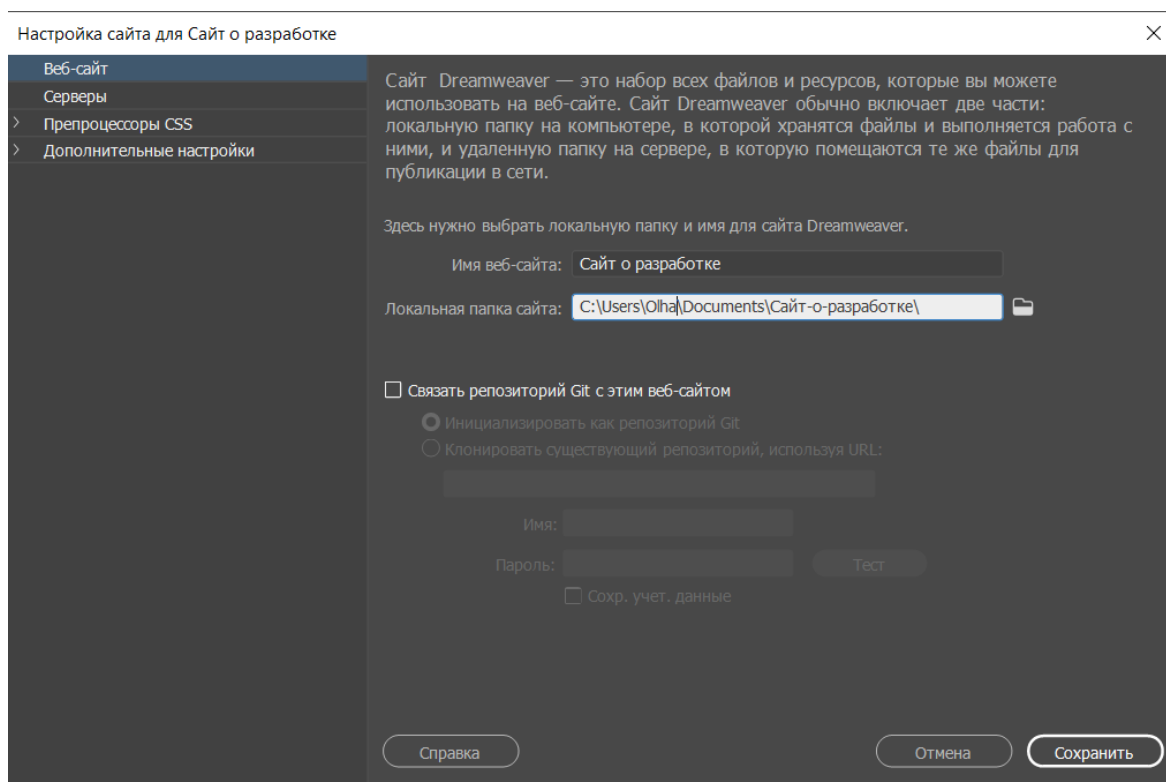 Настройка сайта для Сайт о разработке
Веб-сайт
Серверы
Препроцессоры CSS
Дополнительные настройки
Сайт Dreamweaver — это набор всех файлов и ресурсов, которые вы можете
использовать на веб-сайте. Сайт Dreamweaver обычно включает две части:
локальную папку на компьютере, в которой хранятся файлы и выполняется работа с
ними, и удаленную папку на сервере, в которую помещаются те же файлы для
публикации в сети.
Здесь нужно выбрать локальную папку и имя для сайта Dreamweaver.
Имя веб-сайта: Сайт о разработке
Локальная папка сайта: C:\Users\Olha\Documents\Сайт-о-разработке\
Связать репозиторий Git с этим веб-сайтом
Инициализировать как репозиторий Git
Клонировать существующий репозиторий, используя URL:
Имя:
Пароль: Тест
Сохр. учет. данные
Справка Отмена Сохранить